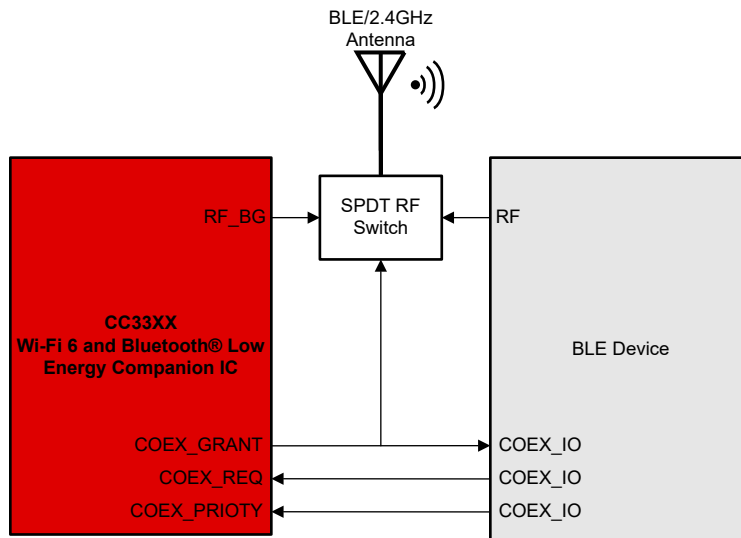 BLE/2.4GHz
Antenna
SPDT RF
Switch
RF_BG
RF
CC33XX
Wi-Fi 6 and Bluetooth® Low
Energy Companion IC
BLE Device
COEX_GRANT
COEX_IO
COEX_REQ
COEX_IO
COEX_PRIOTY
COEX_IO